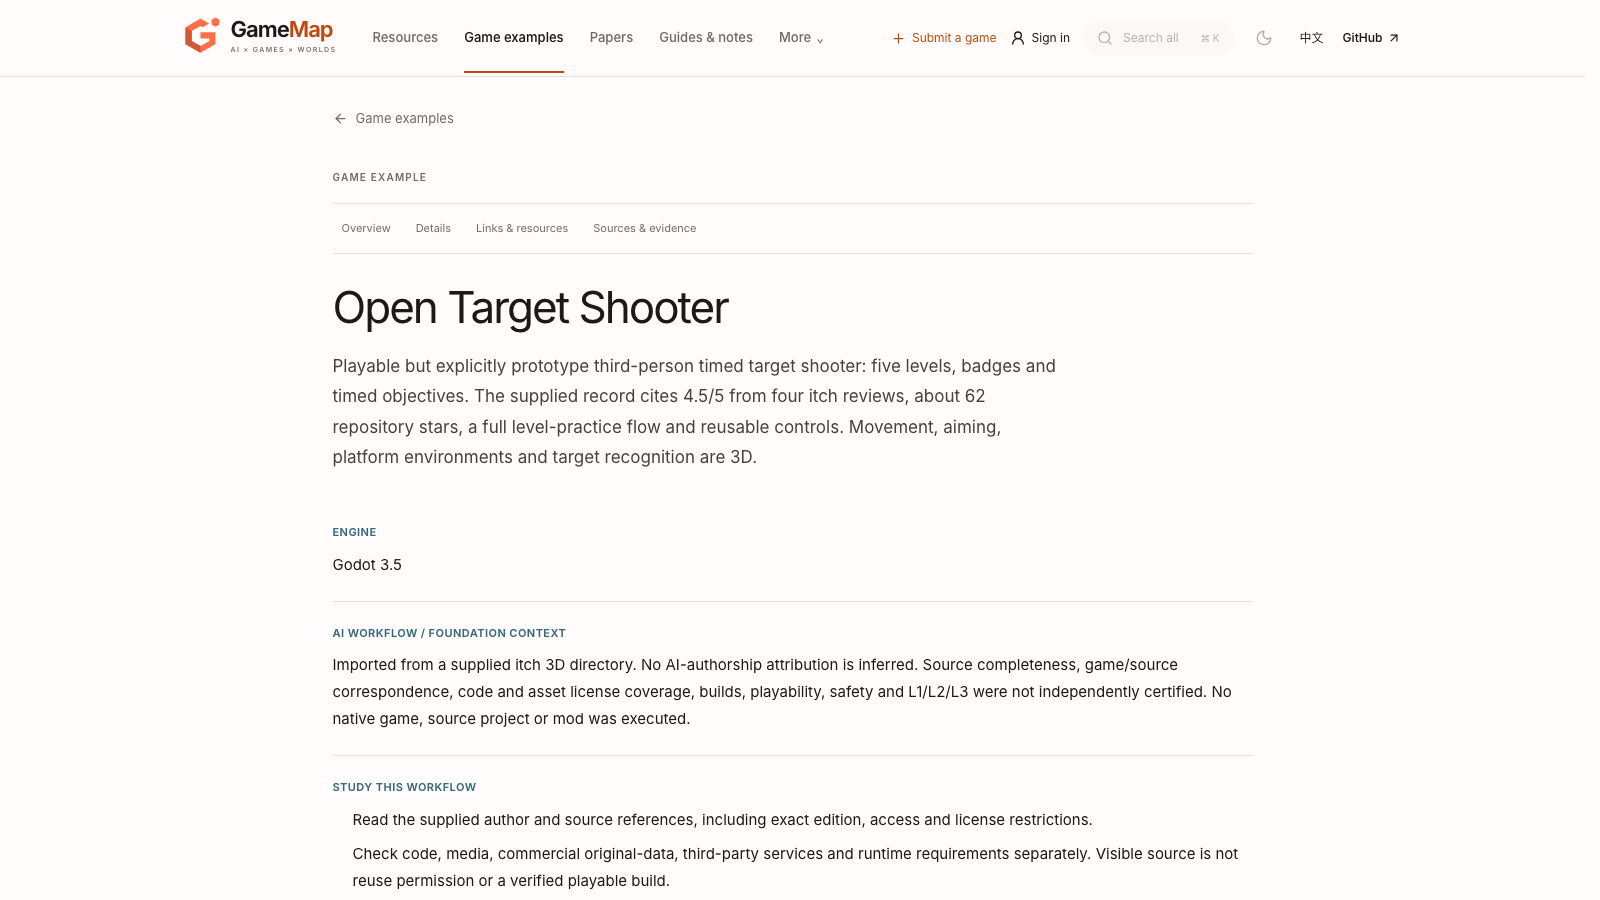 GameMap
AI × GAMES × WORLDS
Resources
Game examples
Papers
Guides & notes
More
Submit a game
Sign in
Search all
⌘ K
中文
GitHub
Game examples
GAME EXAMPLE
Overview
Details
Links & resources
Sources & evidence
Open Target Shooter
Playable but explicitly prototype third-person timed target shooter: five levels, badges and
timed objectives. The supplied record cites 4.5/5 from four itch reviews, about 62
repository stars, a full level-practice flow and reusable controls. Movement, aiming,
platform environments and target recognition are 3D.
ENGINE
Godot 3.5
AI WORKFLOW / FOUNDATION CONTEXT
Imported from a supplied itch 3D directory. No AI-authorship attribution is inferred. Source completeness, game/source
correspondence, code and asset license coverage, builds, playability, safety and L1/L2/L3 were not independently certified. No
native game, source project or mod was executed.
STUDY THIS WORKFLOW
Read the supplied author and source references, including exact edition, access and license restrictions.
Check code, media, commercial original-data, third-party services and runtime requirements separately. Visible source is not
reuse permission or a verified playable build.